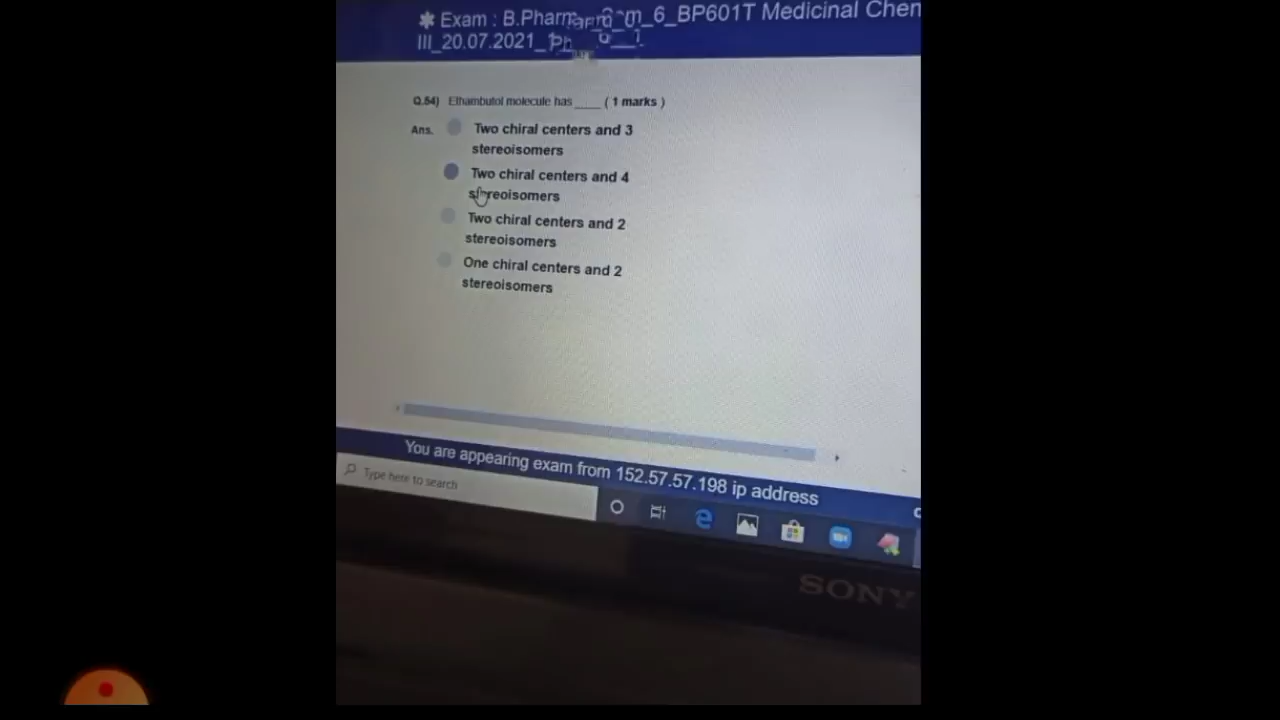 ✱ Exam : B.Pharm 6_BP601T Medicinal Chem
III_20.07.2021_
Q.54) Ethambutol molecule has ____ ( 1 marks )
Ans. Two chiral centers and 3
stereoisomers
Two chiral centers and 4
stereoisomers
Two chiral centers and 2
stereoisomers
One chiral centers and 2
stereoisomers
You are appearing exam from 152.57.57.198 ip address
Type here to search
SONY